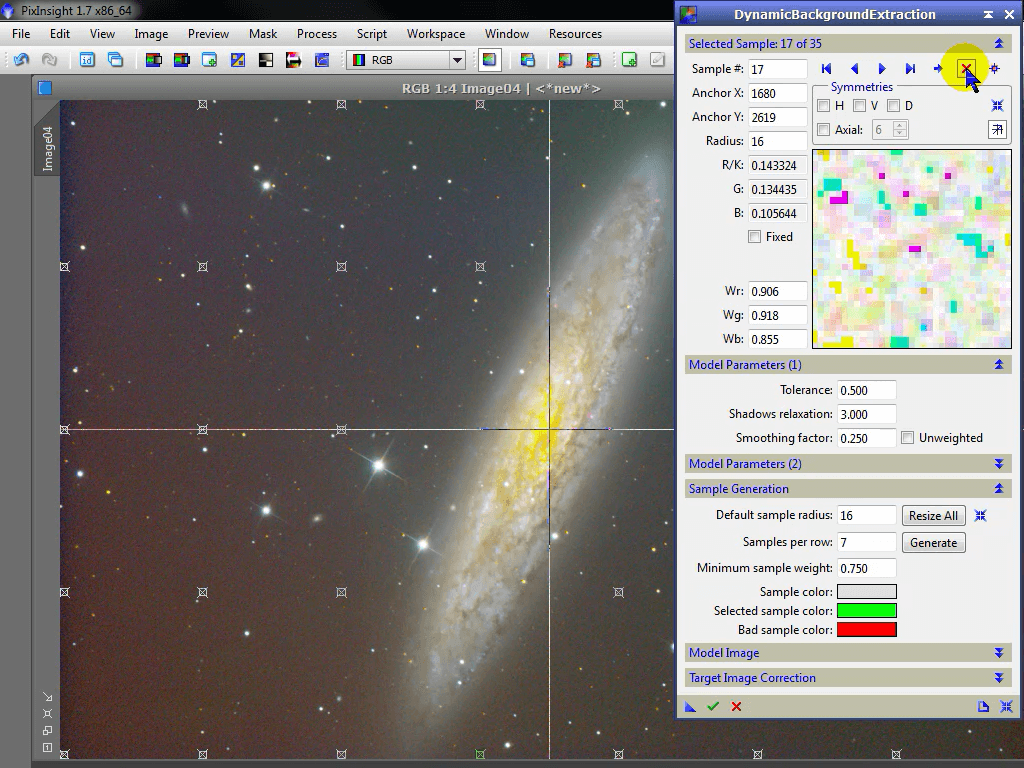 PixInsight 1.7 x86_64
File Edit View Image Preview Mask Process Script Workspace Window Resources
RGB
RGB 1:4 Image04 | <*new*>
Image04
DynamicBackgroundExtraction
Selected Sample: 17 of 35
Sample #: 17
Anchor X: 1680
Anchor Y: 2619
Radius: 16
R/K: 0.143324
G: 0.134435
B: 0.105644
Fixed
Wr: 0.906
Wg: 0.918
Wb: 0.855
Symmetries
H V D
Axial: 6
Model Parameters (1)
Tolerance: 0.500
Shadows relaxation: 3.000
Smoothing factor: 0.250 Unweighted
Model Parameters (2)
Sample Generation
Default sample radius: 16 Resize All
Samples per row: 7 Generate
Minimum sample weight: 0.750
Sample color:
Selected sample color:
Bad sample color:
Model Image
Target Image Correction